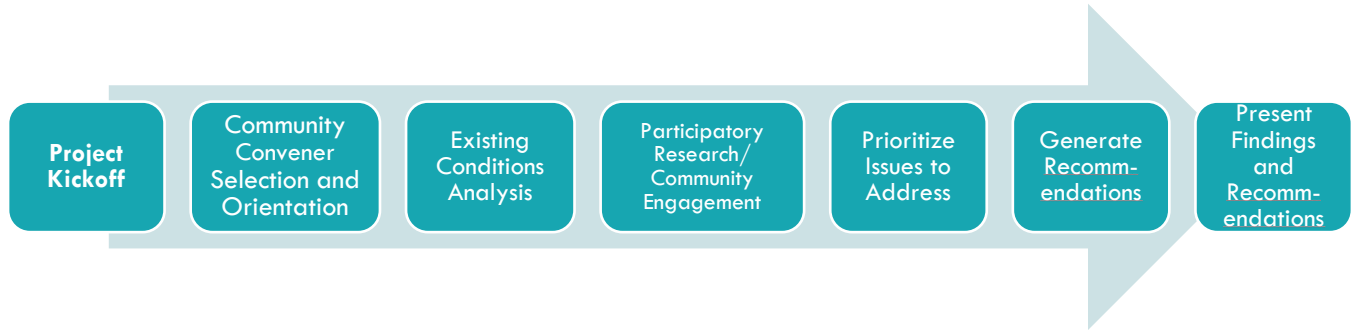 Project
Kickoff
Community
Convener
Selection and
Orientation
Existing
Conditions
Analysis
Participatory
Research/
Community
Engagement
Prioritize
Issues to
Address
Generate
Recomm-
endations
Present
Findings
and
Recomm-
endations